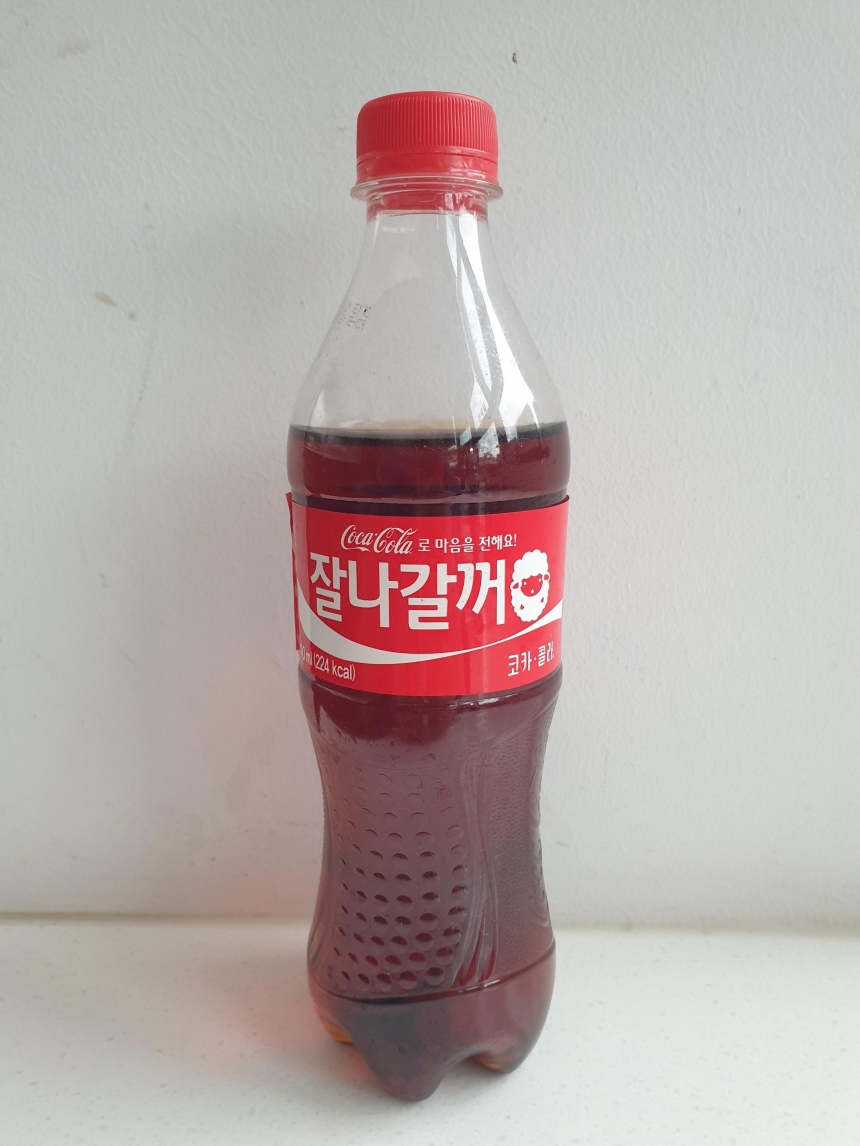 Coca-Cola 로 마음을 전해요!
잘나갈꺼
ml (224 kcal)
코카·콜라